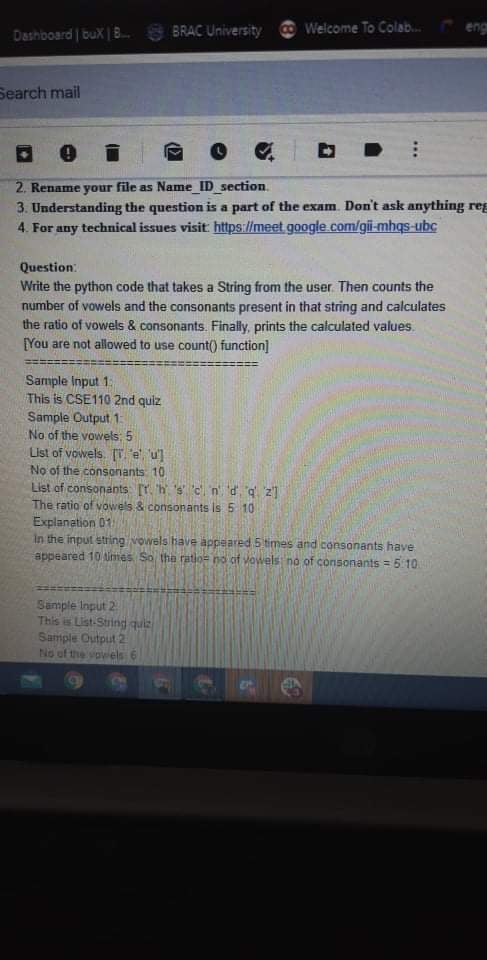 Dashboard | buX | B...
BRAC University
Welcome To Colab...
eng
Search mail
2. Rename your file as Name_ID_section.
3. Understanding the question is a part of the exam. Don't ask anything reg
4. For any technical issues visit: https://meet.google.com/gii-mhqs-ubc
Question:
Write the python code that takes a String from the user. Then counts the
number of vowels and the consonants present in that string and calculates
the ratio of vowels & consonants. Finally, prints the calculated values.
[You are not allowed to use count() function]
================================
Sample Input 1:
This is CSE110 2nd quiz
Sample Output 1:
No of the vowels: 5
List of vowels: ['i', 'e', 'u']
No of the consonants: 10
List of consonants: ['t', 'h', 's', 'c', 'n', 'd', 'q', 'z']
The ratio of vowels & consonants is 5: 10
Explanation 01:
In the input string, vowels have appeared 5 times and consonants have
appeared 10 times. So, the ratio= no of vowels: no of consonants = 5:10.
================================
Sample Input 2:
This is List-String quiz
Sample Output 2:
No of the vowels: 6